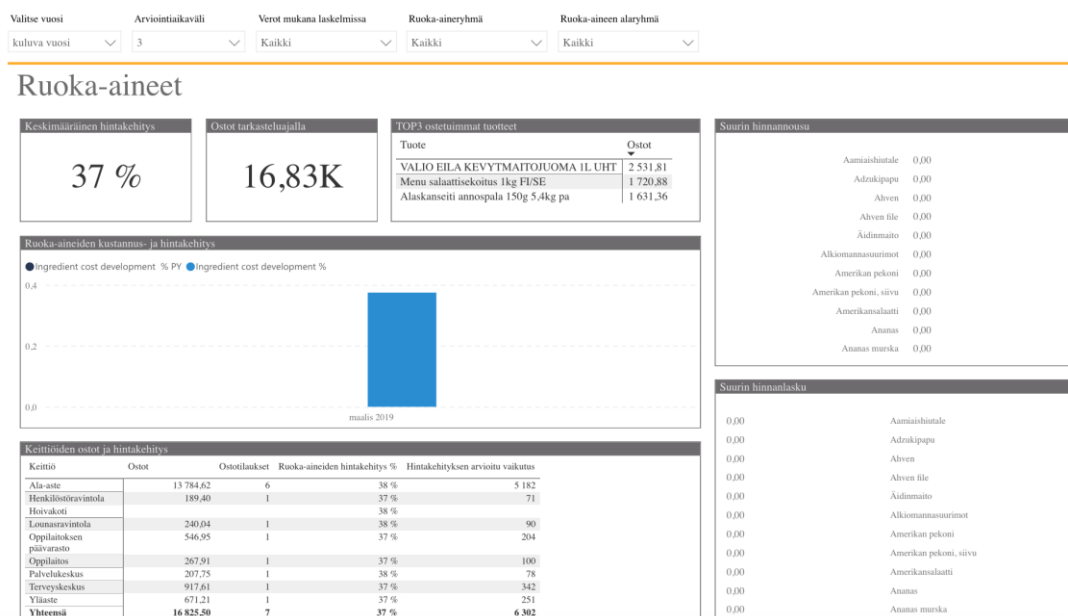 Valitse vuosi Arviointiaikaväli Verot mukana laskelmissa Ruoka-aineryhmä Ruoka-aineen alaryhmä
kuluva vuosi 3 Kaikki Kaikki Kaikki
Ruoka-aineet
Keskimääräinen hintakehitys
37 %
Ostot tarkasteluajalla
16,83K
TOP3 ostetuimmat tuotteet
Tuote Ostot
VALIO EILA KEVYTMAITOJUOMA 1L UHT 2 531,81
Menu salaattisekoitus 1kg FI/SE 1 720,88
Alaskanseiti annospala 150g 5,4kg pa 1 631,36
Ruoka-aineiden kustannus- ja hintakehitys
Ingredient cost development % PY Ingredient cost development %
0,4
0,2
0,0
maalis 2019
Keittiöiden ostot ja hintakehitys
Keittiö Ostot Ostotilaukset Ruoka-aineiden hintakehitys % Hintakehityksen arvioitu vaikutus
Ala-aste 13 784,62 6 38 % 5 182
Henkilöstöravintola 189,40 1 37 % 71
Hoivakoti 38 %
Lounasravintola 240,04 1 38 % 90
Oppilaitoksen 546,95 1 37 % 204
päävarasto
Oppilaitos 267,91 1 37 % 100
Palvelukeskus 207,75 1 38 % 78
Terveyskeskus 917,61 1 37 % 342
Yläaste 671,21 1 37 % 251
Yhteensä 16 825,50 7 37 % 6 302
Suurin hinnannousu
Aamiaishiutale 0,00
Adzukipapu 0,00
Ahven 0,00
Ahven file 0,00
Äidinmaito 0,00
Alkiomannasuurimot 0,00
Amerikan pekoni 0,00
Amerikan pekoni, siivu 0,00
Amerikansalaatti 0,00
Ananas 0,00
Ananas murska 0,00
Suurin hinnanlasku
0,00 Aamiaishiutale
0,00 Adzukipapu
0,00 Ahven
0,00 Ahven file
0,00 Äidinmaito
0,00 Alkiomannasuurimot
0,00 Amerikan pekoni
0,00 Amerikan pekoni, siivu
0,00 Amerikansalaatti
0,00 Ananas
0,00 Ananas murska